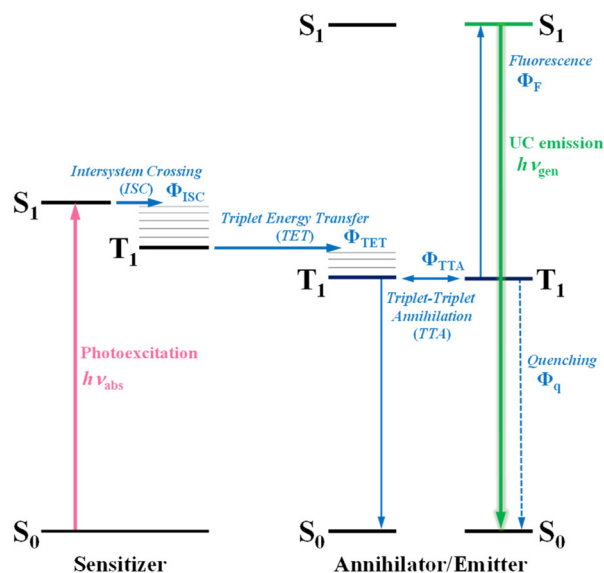 S1
S1
Fluorescence
ΦF
UC emission
hνgen
Intersystem Crossing
(ISC)
ΦISC
S1
Triplet Energy Transfer
(TET)
ΦTET
T1
ΦTTA
T1
T1
Triplet-Triplet
Annihilation
(TTA)
Photoexcitation
hνabs
Quenching
Φq
S0
S0
S0
Sensitizer
Annihilator/Emitter